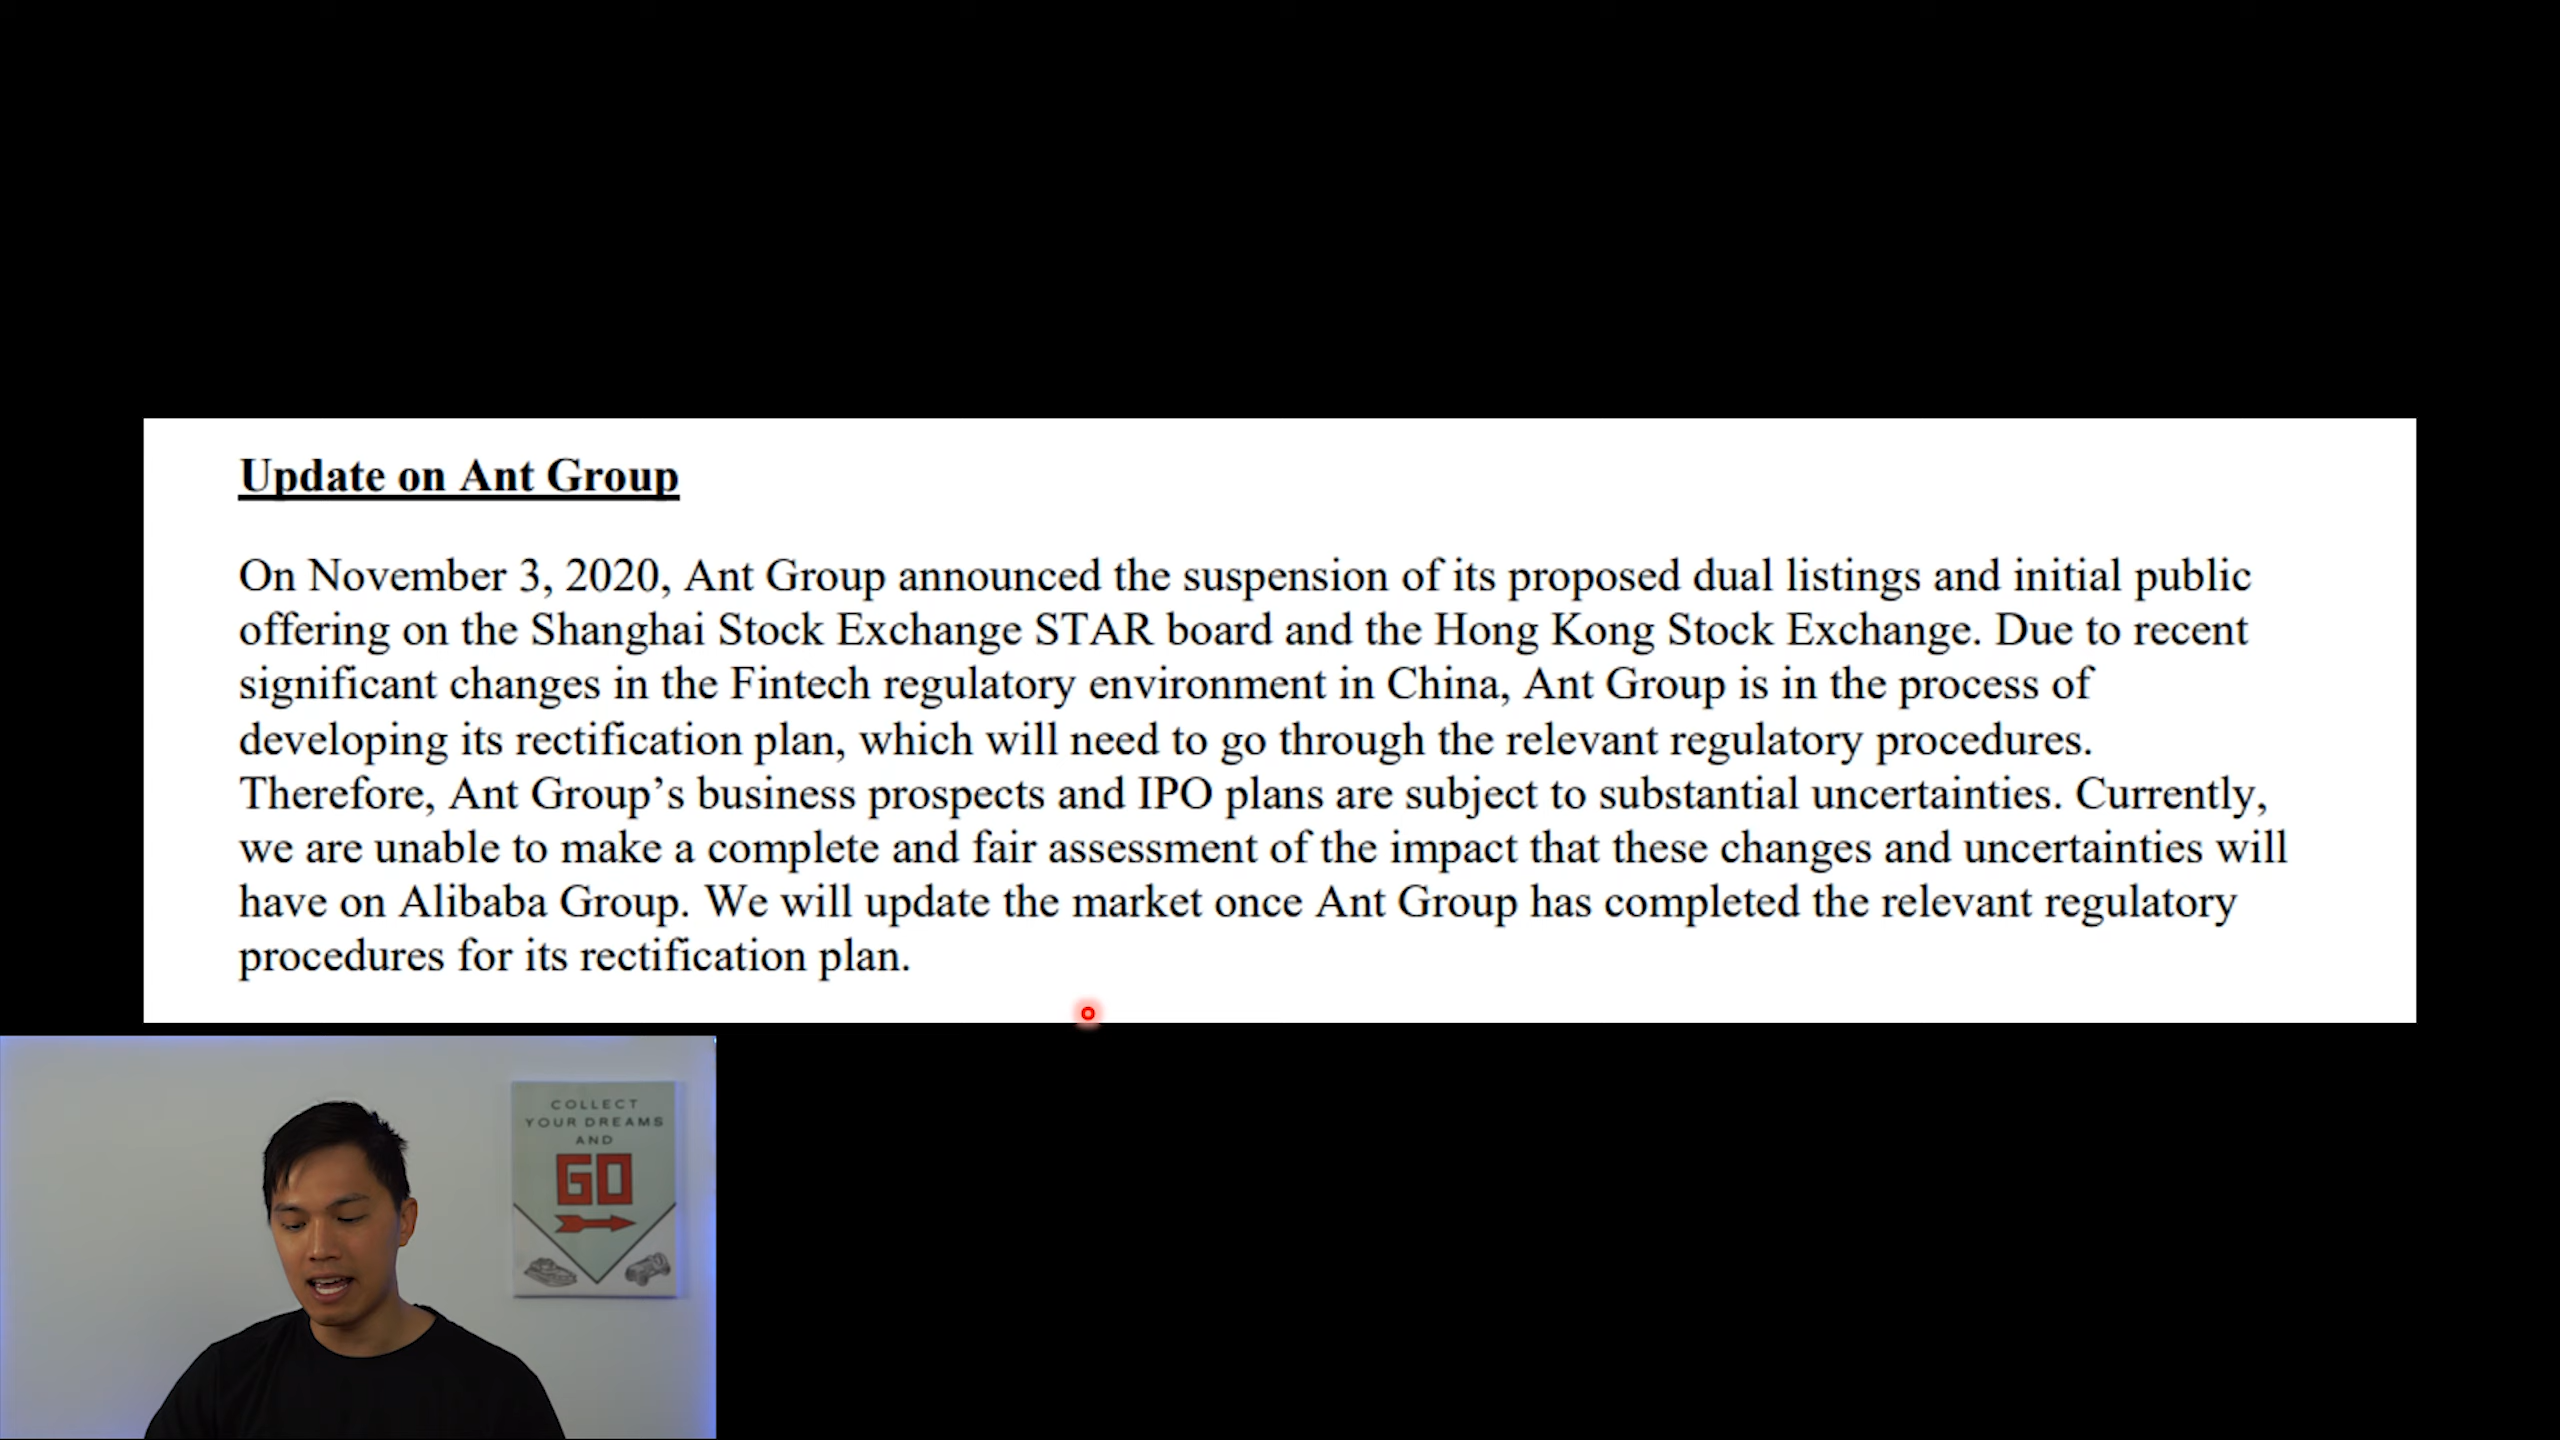 Update on Ant Group
On November 3, 2020, Ant Group announced the suspension of its proposed dual listings and initial public
offering on the Shanghai Stock Exchange STAR board and the Hong Kong Stock Exchange. Due to recent
significant changes in the Fintech regulatory environment in China, Ant Group is in the process of
developing its rectification plan, which will need to go through the relevant regulatory procedures.
Therefore, Ant Group’s business prospects and IPO plans are subject to substantial uncertainties. Currently,
we are unable to make a complete and fair assessment of the impact that these changes and uncertainties will
have on Alibaba Group. We will update the market once Ant Group has completed the relevant regulatory
procedures for its rectification plan.
COLLECT
YOUR DREAMS
AND
GO